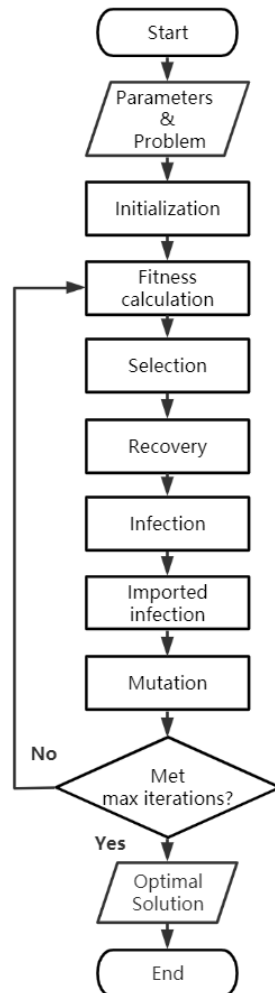 Start
Parameters
&
Problem
Initialization
Fitness
calculation
Selection
Recovery
Infection
Imported
infection
Mutation
No
Met
max iterations?
Yes
Optimal
Solution
End